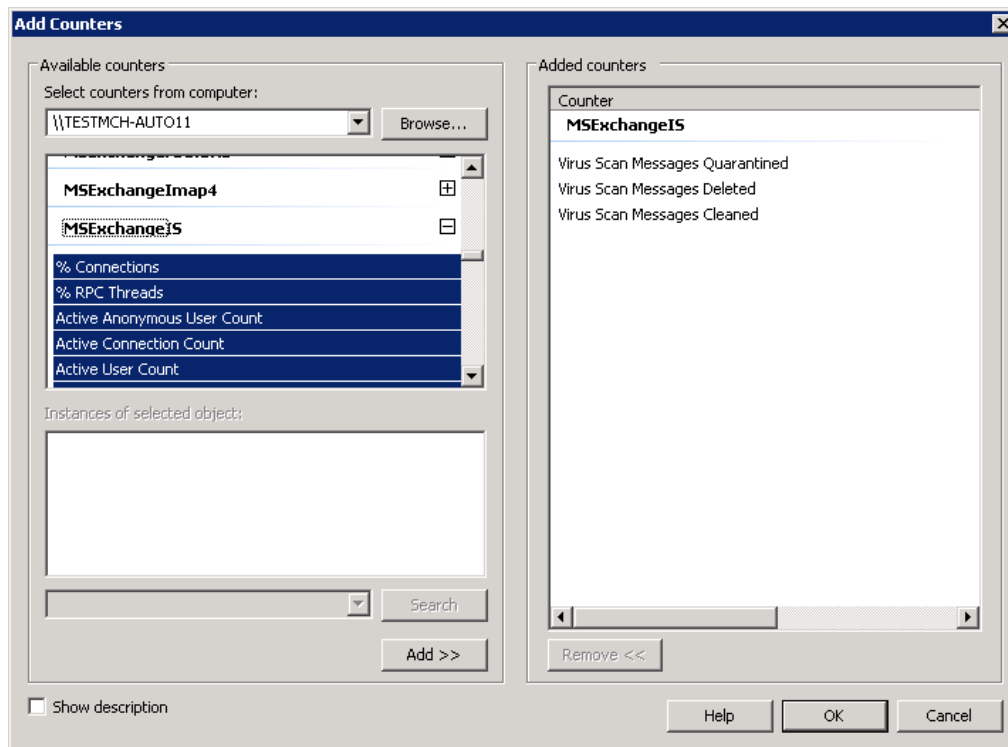 Add Counters
Available counters
Select counters from computer:
\\TESTMCH-AUTO11
Browse...
MSExchangeImap4
MSExchangeIS
% Connections
% RPC Threads
Active Anonymous User Count
Active Connection Count
Active User Count
Instances of selected object:
Search
Add >>
Show description
Added counters
Counter
MSExchangeIS
Virus Scan Messages Quarantined
Virus Scan Messages Deleted
Virus Scan Messages Cleaned
Remove <<
Help
OK
Cancel